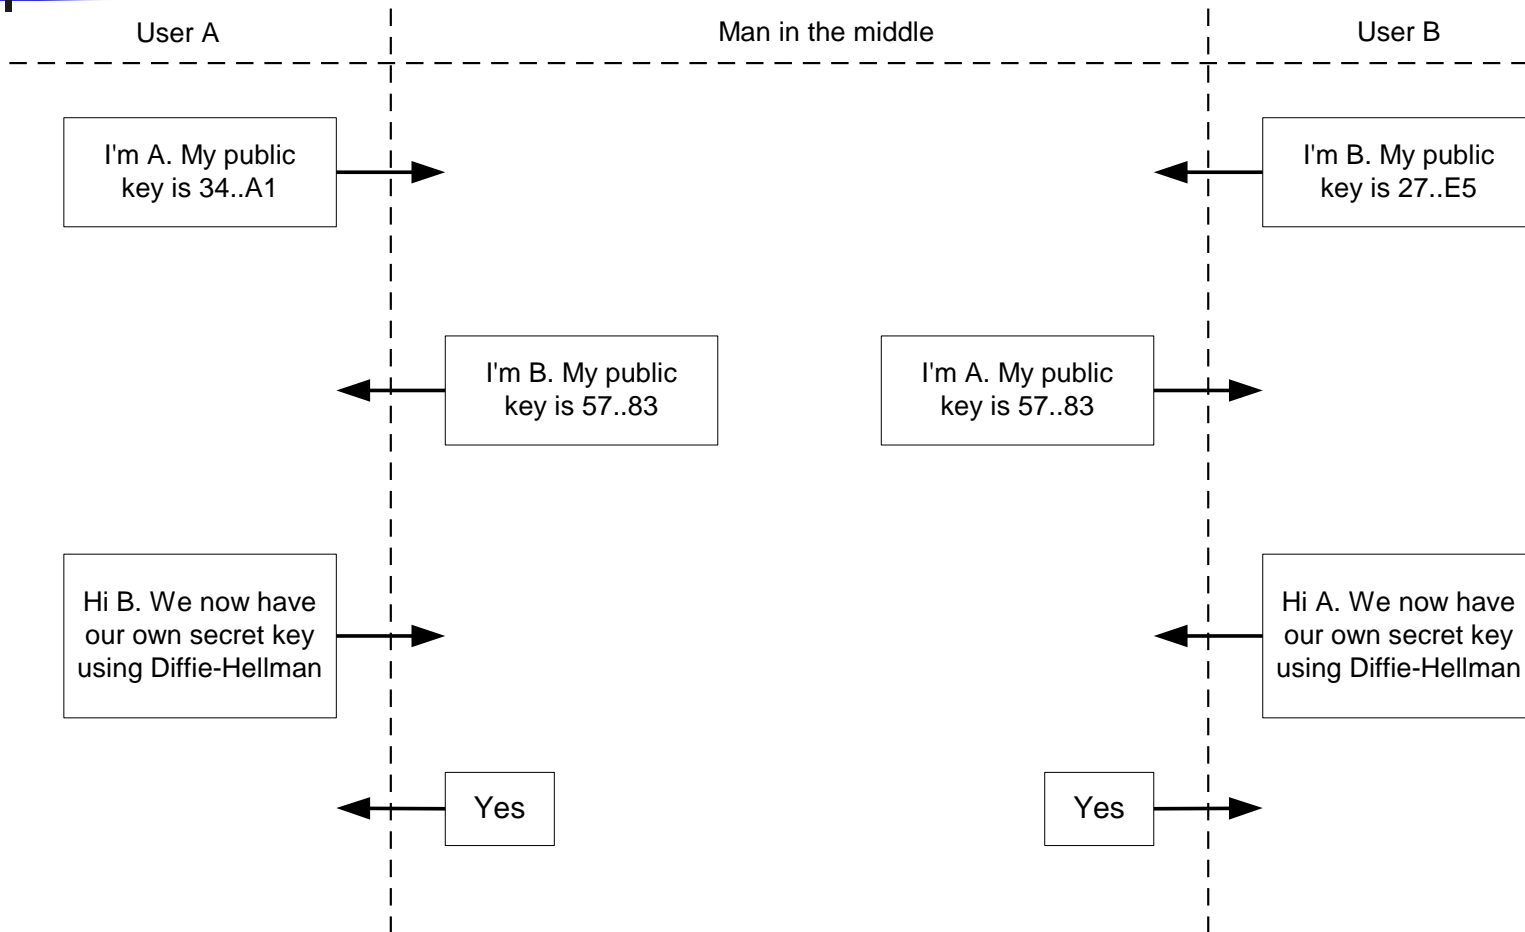 User A
Man in the middle
User B
I'm A. My public
key is 34..A1
I'm B. My public
key is 27..E5
I'm B. My public
key is 57..83
I'm A. My public
key is 57..83
Hi B. We now have
our own secret key
using Diffie-Hellman
Hi A. We now have
our own secret key
using Diffie-Hellman
Yes
Yes